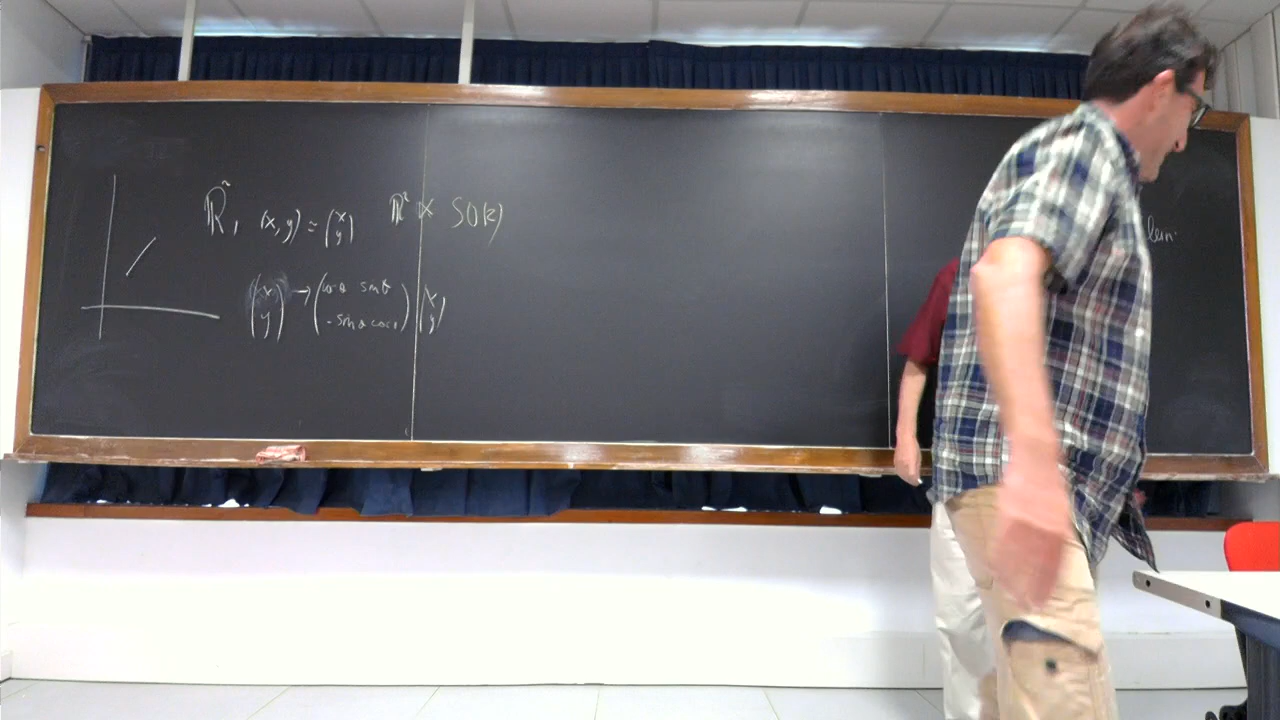 ℝ², (x,y) = (x y) ℝ² ⋉ SO(2)
(x y) → (cos θ sin θ -sin θ cos θ) (x y)